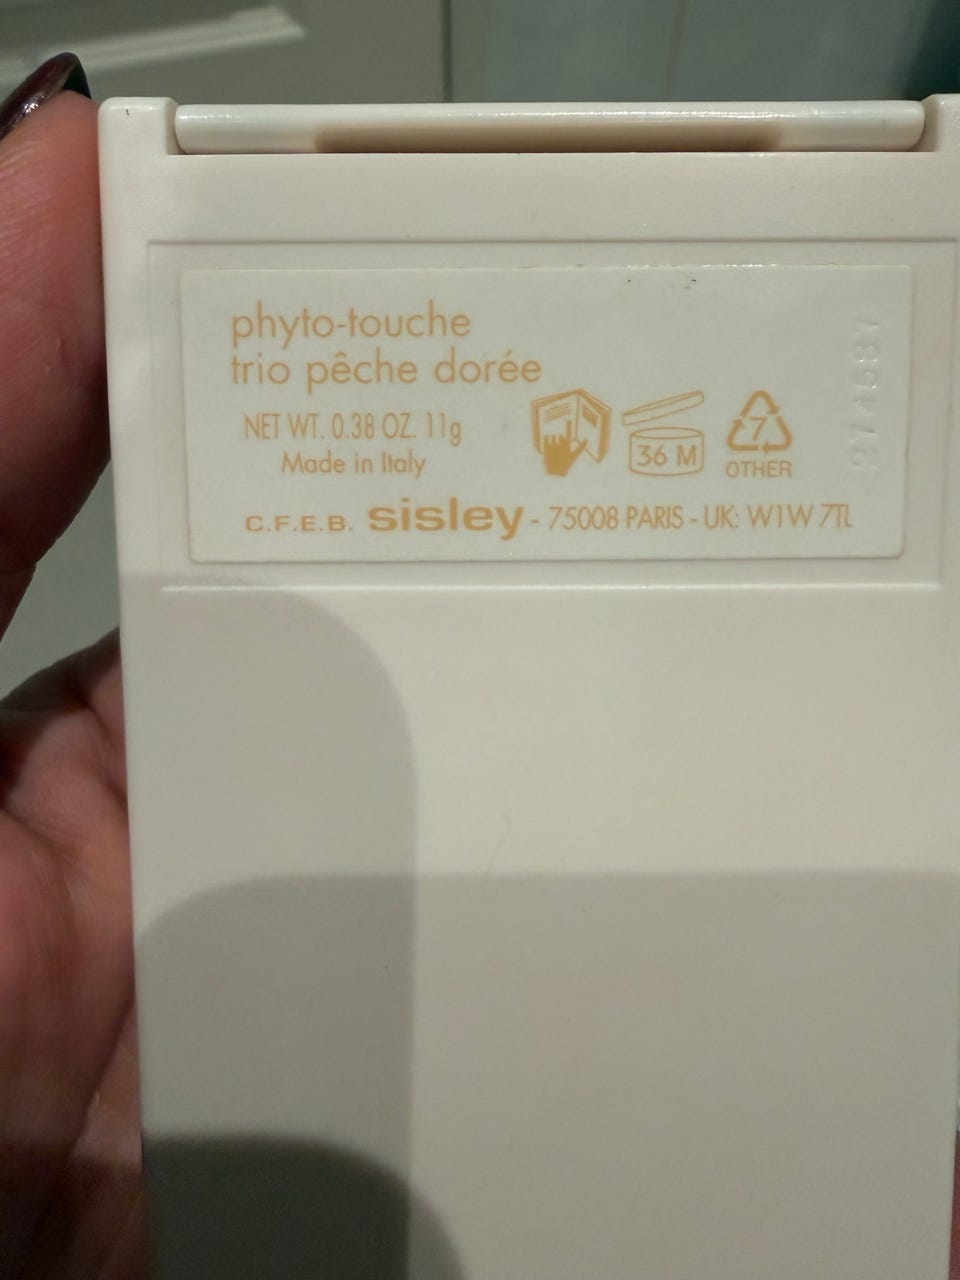 phyto-touche
trio pêche dorée
NET WT. 0.38 OZ. 11g
Made in Italy
36 M
7
OTHER
C.F.E.B. sisley - 75008 PARIS - UK: W1W 7TL